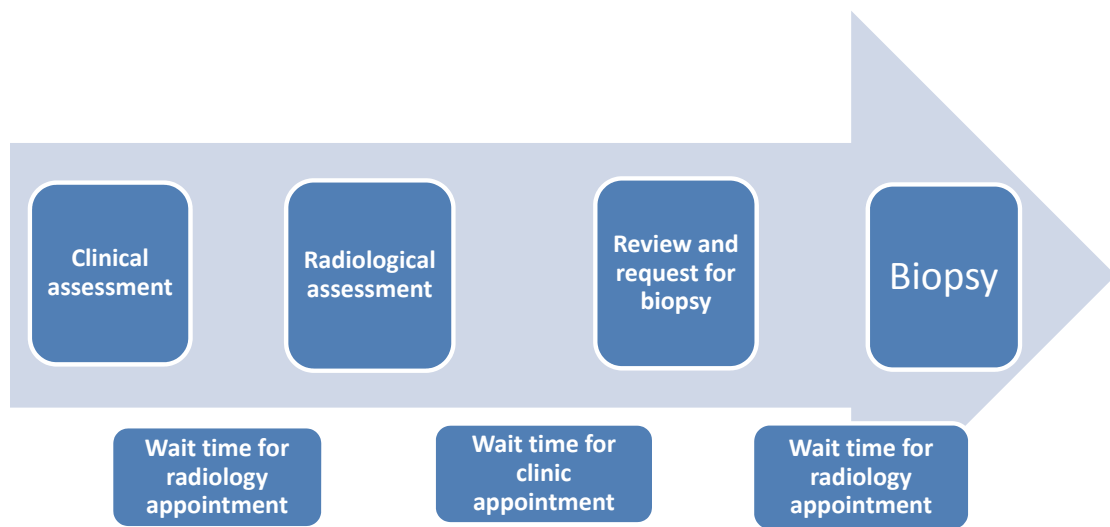 Clinical
assessment
Radiological
assessment
Review and
request for
biopsy
Biopsy
Wait time for
radiology
appointment
Wait time for
clinic
appointment
Wait time for
radiology
appointment